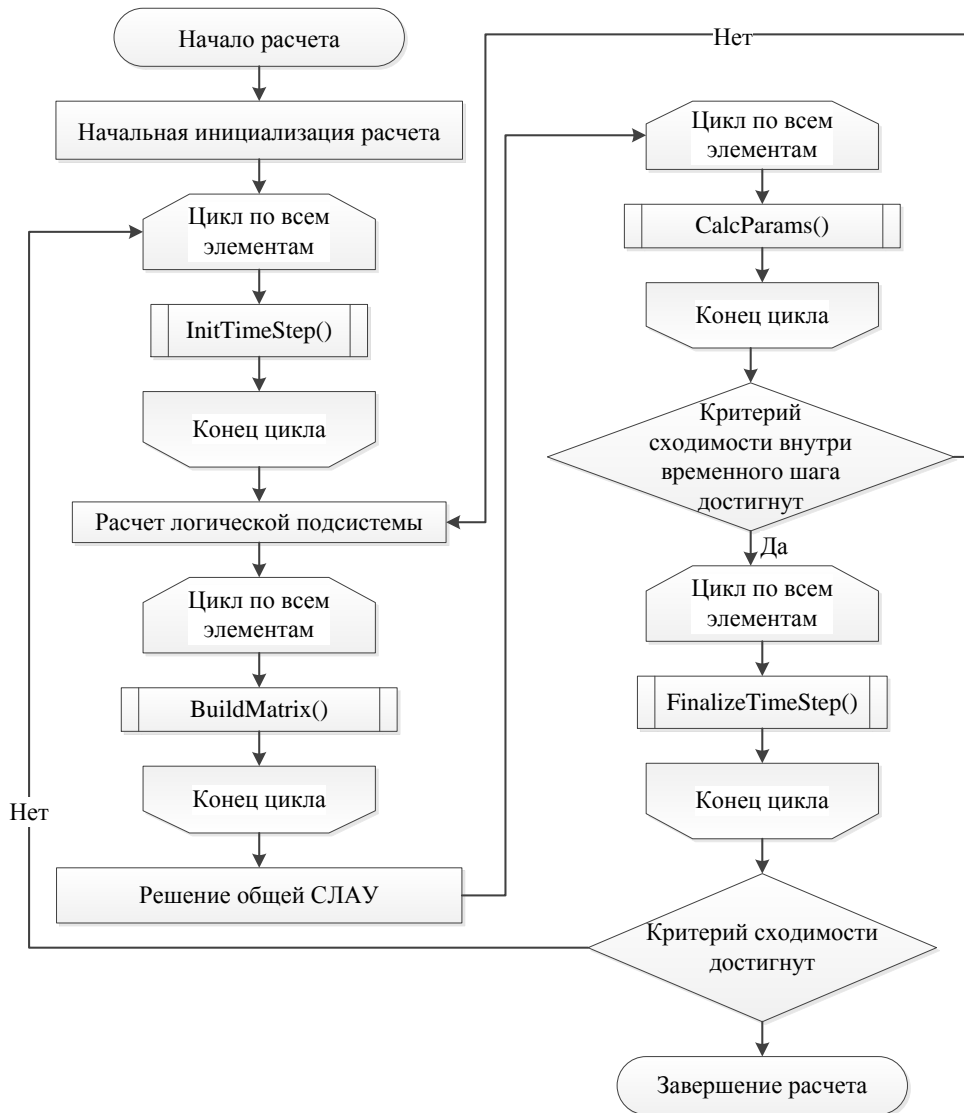 Начало расчета
Начальная инициализация расчета
Цикл по всем
элементам
InitTimeStep()
Конец цикла
Расчет логической подсистемы
Цикл по всем
элементам
BuildMatrix()
Конец цикла
Решение общей СЛАУ
Нет
Нет
Цикл по всем
элементам
CalcParams()
Конец цикла
Критерий
сходимости внутри
временного шага
достигнут
Да
Цикл по всем
элементам
FinalizeTimeStep()
Конец цикла
Критерий сходимости
достигнут
Завершение расчета